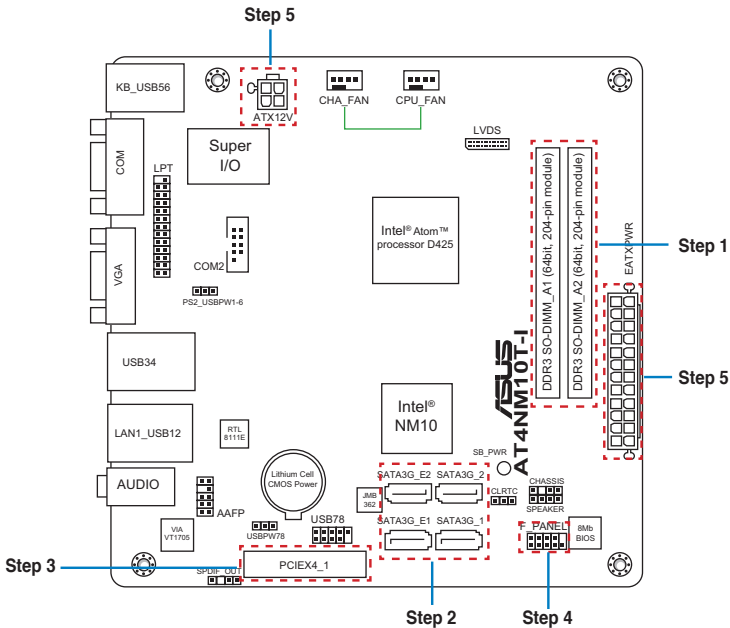 Step 5
KB_USB56
ATX12V
CHA_FAN
CPU_FAN
LVDS
Super
I/O
COM
LPT
Intel® Atom™
processor D425
DDR3 SO-DIMM_A1 (64bit, 204-pin module)
DDR3 SO-DIMM_A2 (64bit, 204-pin module)
Step 1
EATXPWR
COM2
VGA
PS2_USBPW1-6
USB34
ASUS
AT4NM10T-I
Step 5
LAN1_USB12
RTL
8111E
Intel®
NM10
SB_PWR
AUDIO
AAFP
Lithium Cell
CMOS Power
JMB
362
SATA3G_E2
SATA3G_2
CLRTC
CHASSIS
SPEAKER
VIA
VT1705
USBPW78
USB78
SATA3G_E1
SATA3G_1
F_PANEL
8Mb
BIOS
Step 3
SPDIF_OUT
PCIEX4_1
Step 2
Step 4